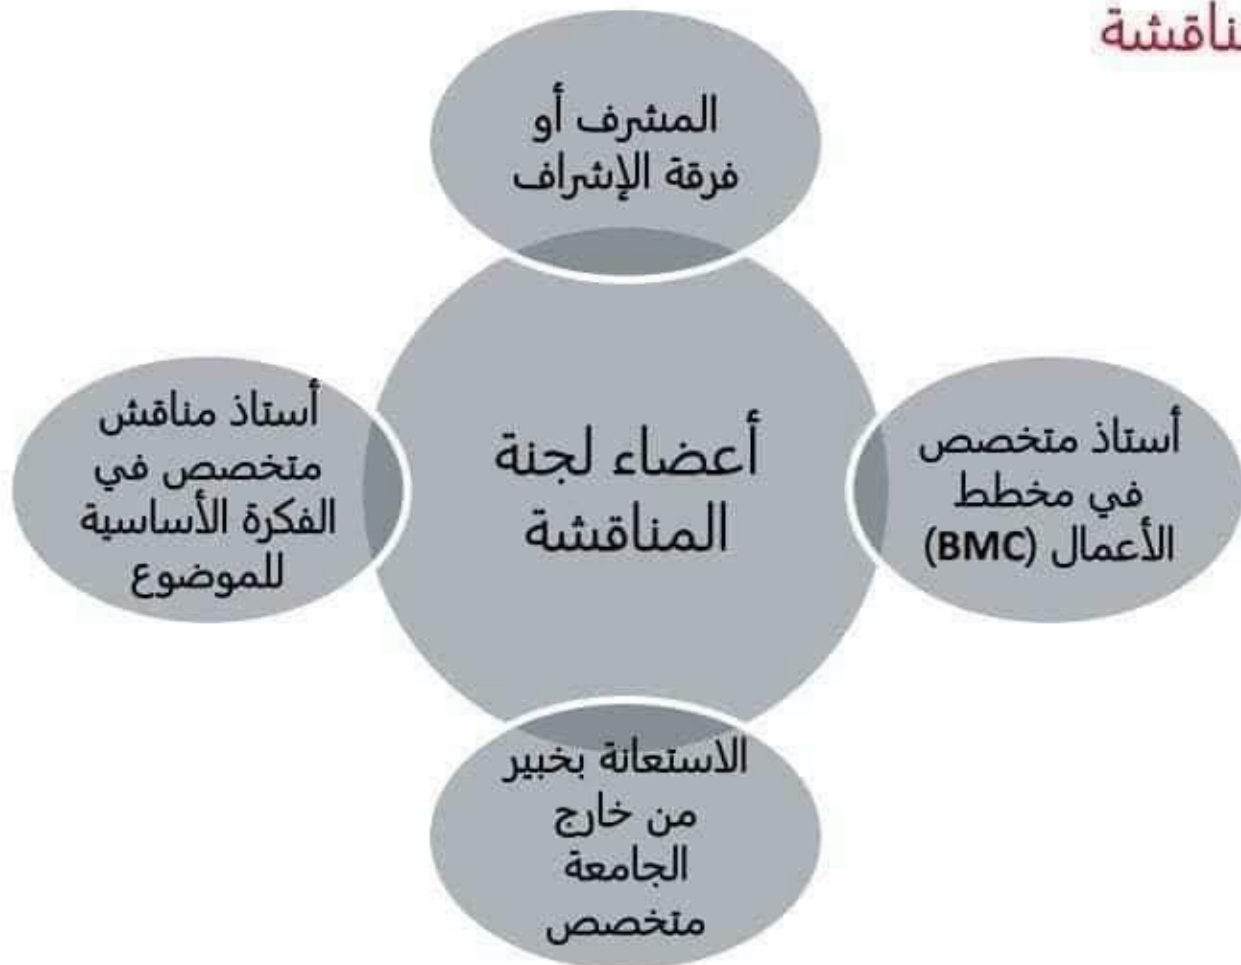 المشرف أو
فرقة الإشراف
أستاذ متخصص
في مخطط
الأعمال (BMC)
أعضاء لجنة
المناقشة
أستاذ مناقش
متخصص في
الفكرة الأساسية
للموضوع
الاستعانة بخبير
من خارج
الجامعة
متخصص